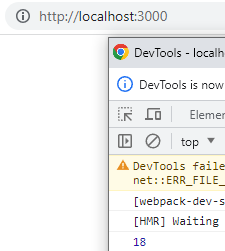 http://localhost:3000
DevTools - localh
DevTools is now
Elemen
top
DevTools faile
net::ERR_FILE_
[webpack-dev-s
[HMR] Waiting
18